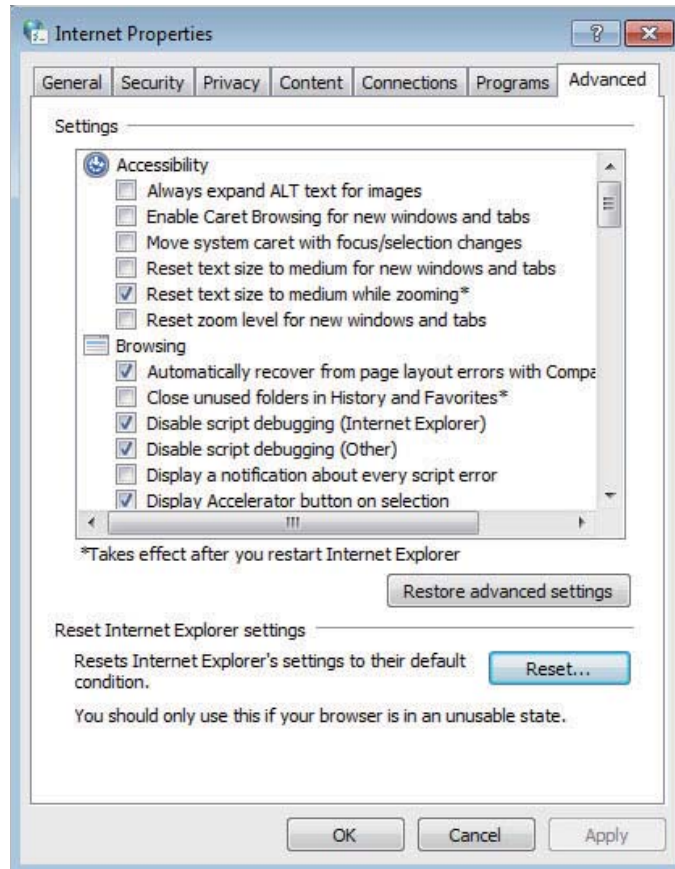 Internet Properties
General Security Privacy Content Connections Programs Advanced
Settings
Accessibility
Always expand ALT text for images
Enable Caret Browsing for new windows and tabs
Move system caret with focus/selection changes
Reset text size to medium for new windows and tabs
Reset text size to medium while zooming*
Reset zoom level for new windows and tabs
Browsing
Automatically recover from page layout errors with Compa
Close unused folders in History and Favorites*
Disable script debugging (Internet Explorer)
Disable script debugging (Other)
Display a notification about every script error
Display Accelerator button on selection
*Takes effect after you restart Internet Explorer
Restore advanced settings
Reset Internet Explorer settings
Resets Internet Explorer's settings to their default
condition.
Reset...
You should only use this if your browser is in an unusable state.
OK Cancel Apply